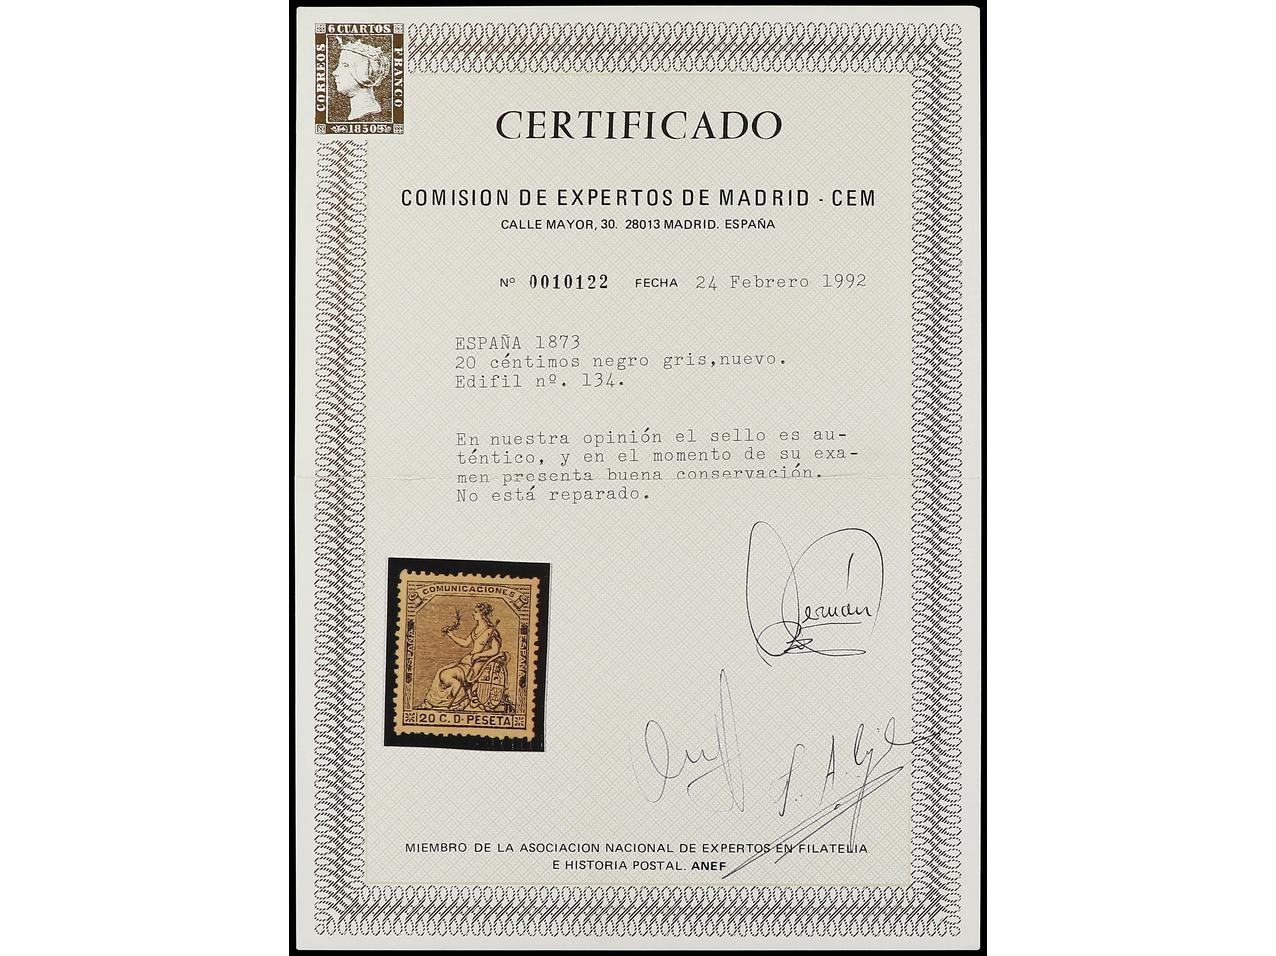 6 CUARTOS
CORREOS
FRANCO
1850
CERTIFICADO
COMISION DE EXPERTOS DE MADRID - CEM
CALLE MAYOR, 30. 28013 MADRID. ESPAÑA
Nº 0010122 FECHA 24 Febrero 1992
ESPAÑA 1873
20 céntimos negro gris,nuevo.
Edifil nº. 134.
En nuestra opinión el sello es au-
téntico, y en el momento de su exa-
men presenta buena conservación.
No está reparado.
COMUNICACIONES
ESPAÑA
ESPAÑA
20 C. D. PESETA
MIEMBRO DE LA ASOCIACION NACIONAL DE EXPERTOS EN FILATELIA
E HISTORIA POSTAL. ANEF